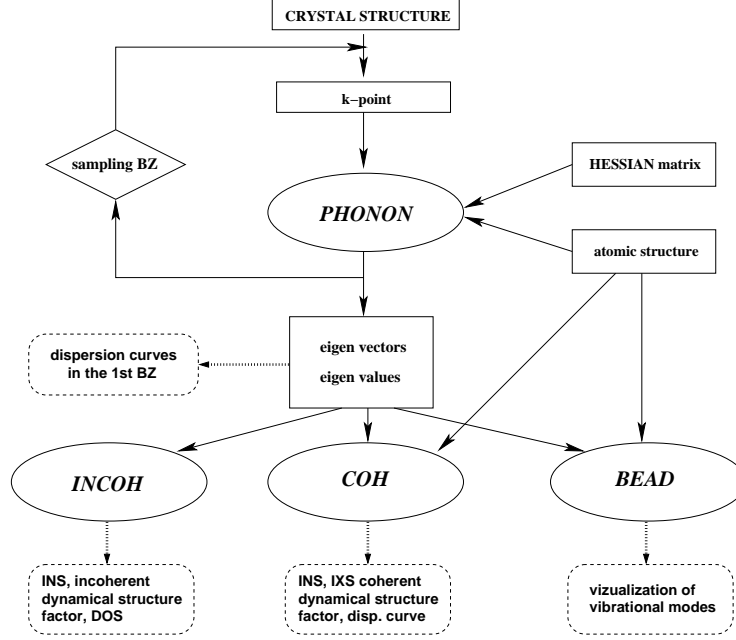 CRYSTAL STRUCTURE
k−point
sampling BZ
HESSIAN matrix
PHONON
atomic structure
eigen vectors
eigen values
dispersion curves
in the 1st BZ
INCOH
COH
BEAD
INS, incoherent
dynamical structure
factor, DOS
INS, IXS coherent
dynamical structure
factor, disp. curve
vizualization of
vibrational modes